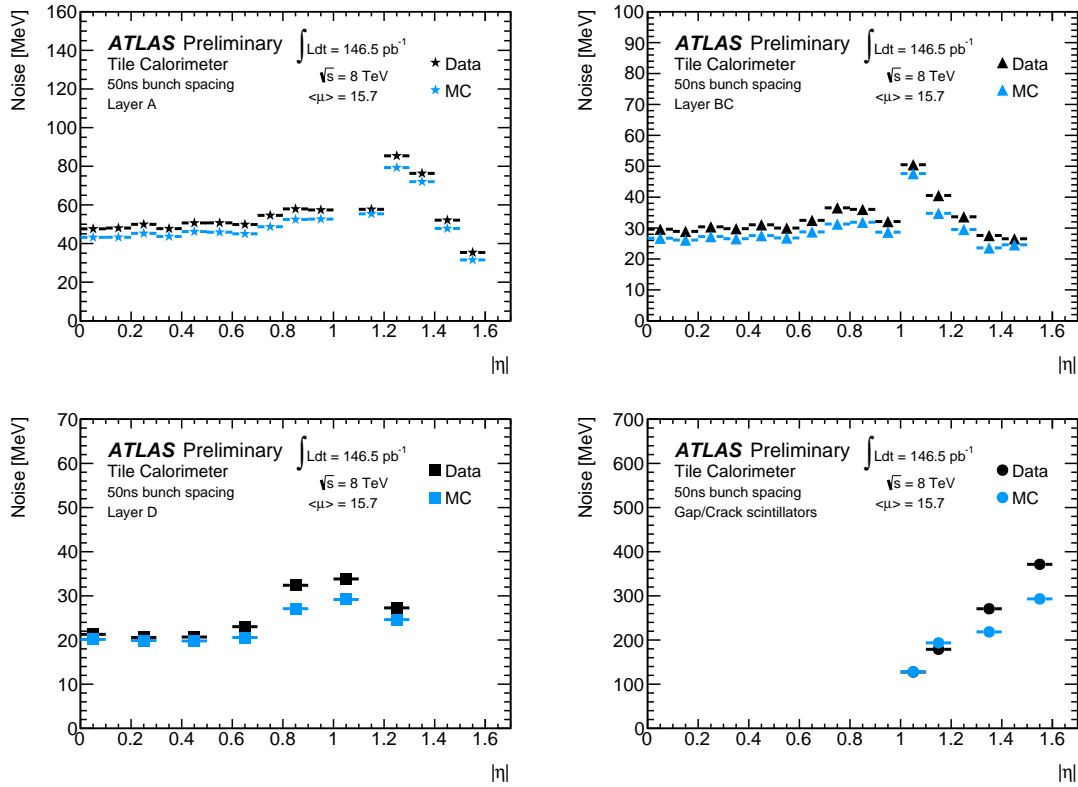 Noise [MeV]
160
140
120
100
80
60
40
20
0
ATLAS Preliminary
Tile Calorimeter
50ns bunch spacing
Layer A
∫ Ldt = 146.5 pb⁻¹
√s = 8 TeV
<μ> = 15.7
Data
MC
0 0.2 0.4 0.6 0.8 1 1.2 1.4 1.6
|η|
Noise [MeV]
100
90
80
70
60
50
40
30
20
10
0
ATLAS Preliminary
Tile Calorimeter
50ns bunch spacing
Layer BC
∫ Ldt = 146.5 pb⁻¹
√s = 8 TeV
<μ> = 15.7
Data
MC
0 0.2 0.4 0.6 0.8 1 1.2 1.4 1.6
|η|
Noise [MeV]
70
60
50
40
30
20
10
0
ATLAS Preliminary
Tile Calorimeter
50ns bunch spacing
Layer D
∫ Ldt = 146.5 pb⁻¹
√s = 8 TeV
<μ> = 15.7
Data
MC
0 0.2 0.4 0.6 0.8 1 1.2 1.4 1.6
|η|
Noise [MeV]
700
600
500
400
300
200
100
0
ATLAS Preliminary
Tile Calorimeter
50ns bunch spacing
Gap/Crack scintillators
∫ Ldt = 146.5 pb⁻¹
√s = 8 TeV
<μ> = 15.7
Data
MC
0 0.2 0.4 0.6 0.8 1 1.2 1.4 1.6
|η|